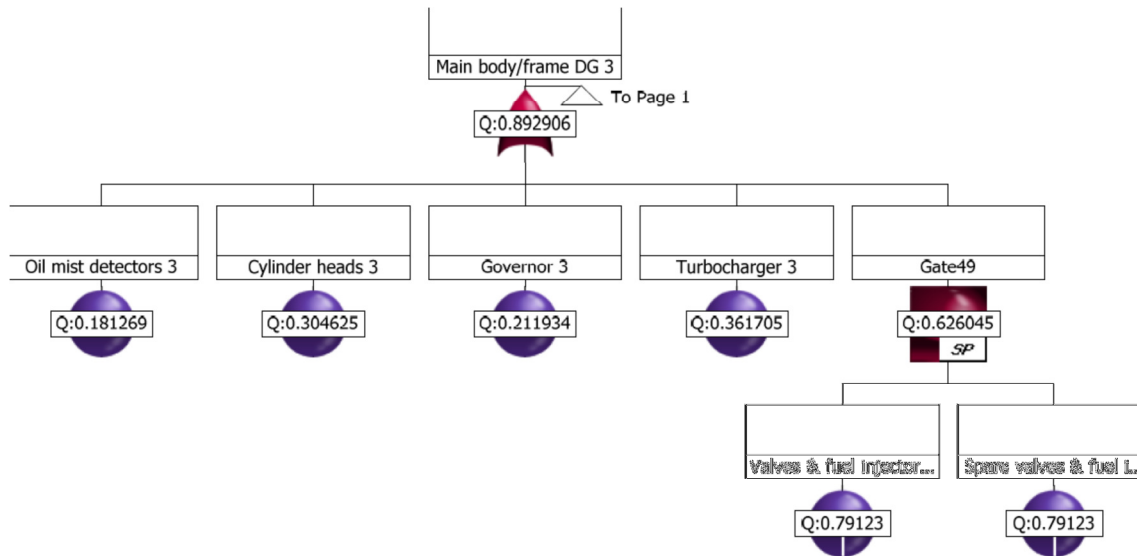 Main body/frame DG 3
To Page 1
Q:0.892906
Oil mist detectors 3
Cylinder heads 3
Governor 3
Turbocharger 3
Gate49
Q:0.181269
Q:0.304625
Q:0.211934
Q:0.361705
Q:0.626045
SP
Valves & fuel injector...
Spare valves & fuel i...
Q:0.79123
Q:0.79123